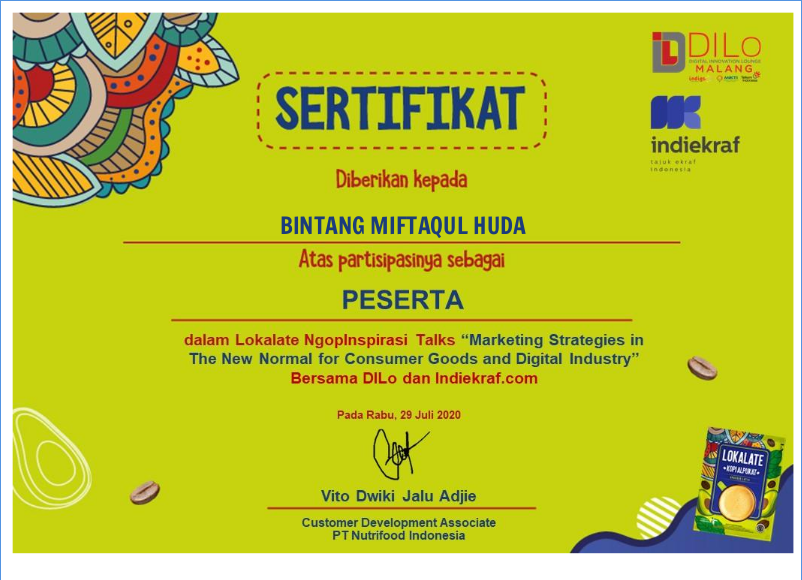 DILo
DIGITAL INNOVATION LOUNGE
MALANG
indigo
indiekraf
tajuk ekraf
Indonesia
SERTIFIKAT
Diberikan kepada
BINTANG MIFTAQUL HUDA
Atas partisipasinya sebagai
PESERTA
dalam Lokalate NgopInspirasi Talks “Marketing Strategies in
The New Normal for Consumer Goods and Digital Industry”
Bersama DILo dan Indiekraf.com
Pada Rabu, 29 Juli 2020
Vito Dwiki Jalu Adjie
Customer Development Associate
PT Nutrifood Indonesia
LOKALATE
KOPI ALPOKAT